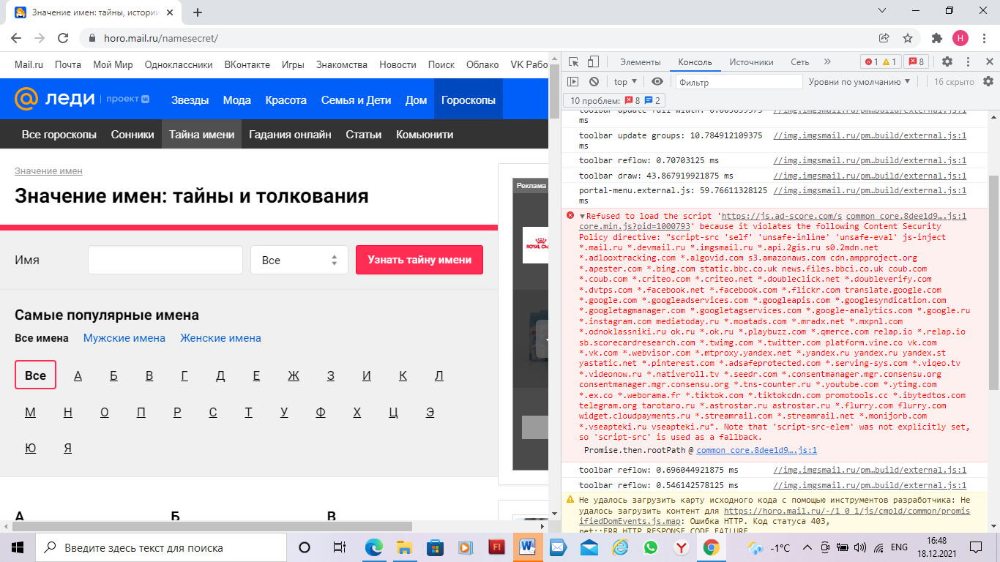 Значение имен: тайны, истори
horo.mail.ru/namesecret/
Н
Mail.ru Почта Мой Мир Одноклассники ВКонтакте Игры Знакомства Новости Поиск Облако VK Рабо
леди проект
Звезды Мода Красота Семья и Дети Дом Гороскопы
Все гороскопы Сонники Тайна имени Гадания онлайн Статьи Комьюнити
Значение имен
Значение имен: тайны и толкования
Имя
Все
Узнать тайну имени
Самые популярные имена
Все имена Мужские имена Женские имена
Все А Б В Г Д Е Ж З И К Л
М Н О П Р С Т У Ф Х Ц Э
Ю Я
А Б В
Реклама
ROYAL CA
Элементы Консоль Источники Сеть
1 1 8
top
Фильтр
Уровни по умолчанию
16 скрыто
10 проблем: 8 2
toolbar update full width: 0.663659375 //img.imgsmail.ru/pm…build/external.js:1
ms
toolbar update groups: 10.784912109375 //img.imgsmail.ru/pm…build/external.js:1
ms
toolbar reflow: 0.70703125 ms //img.imgsmail.ru/pm…build/external.js:1
toolbar draw: 43.867919921875 ms //img.imgsmail.ru/pm…build/external.js:1
portal-menu.external.js: 59.76611328125 //img.imgsmail.ru/pm…build/external.js:1
ms
Refused to load the script 'https://js.ad-score.com/s common core.8dee1d9….js:1
core.min.js?pid=1000793' because it violates the following Content Security
Policy directive: "script-src 'self' 'unsafe-inline' 'unsafe-eval' js-inject
*.mail.ru *.devmail.ru *.imgsmail.ru *.api.2gis.ru s0.2mdn.net
*.adlooxtracking.com *.algovid.com s3.amazonaws.com cdn.ampproject.org
*.apester.com *.bing.com static.bbc.co.uk news.files.bbci.co.uk coub.com
*.coub.com *.criteo.com *.criteo.net *.doubleclick.net *.doubleverify.com
*.dvtps.com *.facebook.net *.facebook.com *.flickr.com translate.google.com
*.google.com *.googleadservices.com *.googleapis.com *.googlesyndication.com
*.googletagmanager.com *.googletagservices.com *.google-analytics.com *.google.ru
*.instagram.com mediatoday.ru *.moatads.com *.mradx.net *.mxpnl.com
*.odnoklassniki.ru ok.ru *.ok.ru *.playbuzz.com *.qmerce.com relap.io *.relap.io
sb.scorecardresearch.com *.twimg.com *.twitter.com platform.vine.co vk.com
*.vk.com *.webvisor.com *.mtproxy.yandex.net *.yandex.ru yandex.ru yandex.st
yastatic.net *.pinterest.com *.adsafeprotected.com *.serving-sys.com *.viqeo.tv
*.videonow.ru *.nativeroll.tv *.seedr.com *.consentmanager.mgr.consensu.org
consentmanager.mgr.consensu.org *.tns-counter.ru *.youtube.com *.ytimg.com
*.ex.co *.weborama.fr *.tiktok.com *.tiktokcdn.com promotools.cc *.ibytedtos.com
telegram.org tarotaro.ru *.astrostar.ru astrostar.ru *.flurry.com flurry.com
widget.cloudpayments.ru *.streamrail.com *.streamrail.net *.monijorb.com
*.vseapteki.ru vseapteki.ru". Note that 'script-src-elem' was not explicitly set,
so 'script-src' is used as a fallback.
Promise.then.rootPath @ common core.8dee1d9….js:1
toolbar reflow: 0.696044921875 ms //img.imgsmail.ru/pm…build/external.js:1
toolbar reflow: 0.546142578125 ms //img.imgsmail.ru/pm…build/external.js:1
Не удалось загрузить карту исходного кода с помощью инструментов разработчика: Не
удалось загрузить контент для https://horo.mail.ru/-/1 0 1/js/cmpld/common/promis
ifiedDomEvents.js.map: Ошибка HTTP. Код статуса 403,
net::ERR HTTP RESPONSE CODE FAILURE
Введите здесь текст для поиска
-1°C
ENG
16:48
18.12.2021